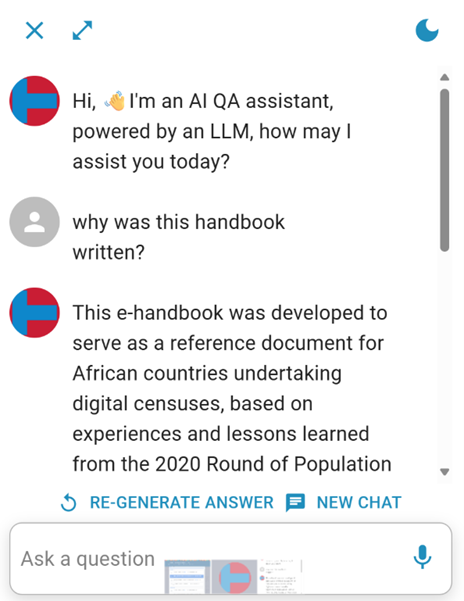 Hi, 👋 I'm an AI QA assistant,
powered by an LLM, how may I
assist you today?
why was this handbook
written?
This e-handbook was developed to
serve as a reference document for
African countries undertaking
digital censuses, based on
experiences and lessons learned
from the 2020 Round of Population
RE-GENERATE ANSWER NEW CHAT
Ask a question